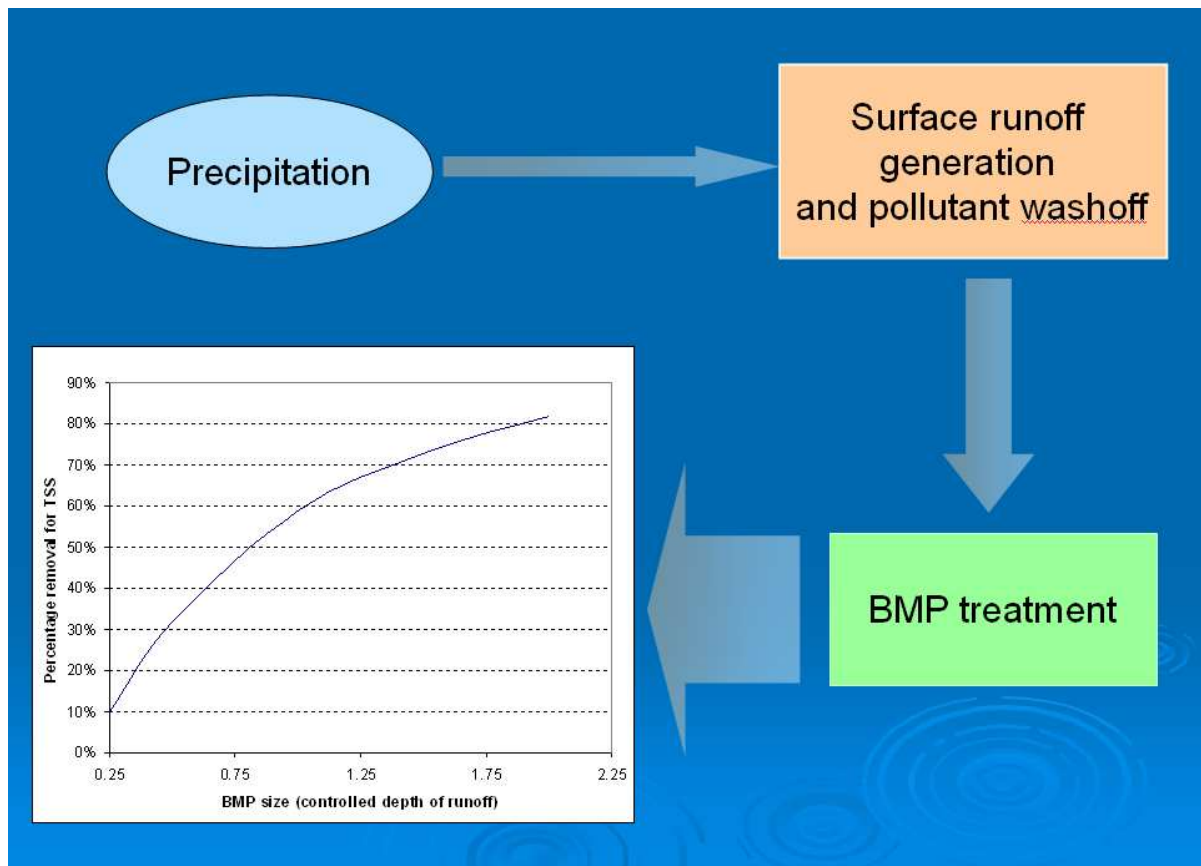 Precipitation
Surface runoff
generation
and pollutant washoff
BMP treatment
Percentage removal for TSS
90%
80%
70%
60%
50%
40%
30%
20%
10%
0%
0.25
0.75
1.25
1.75
2.25
BMP size (controlled depth of runoff)